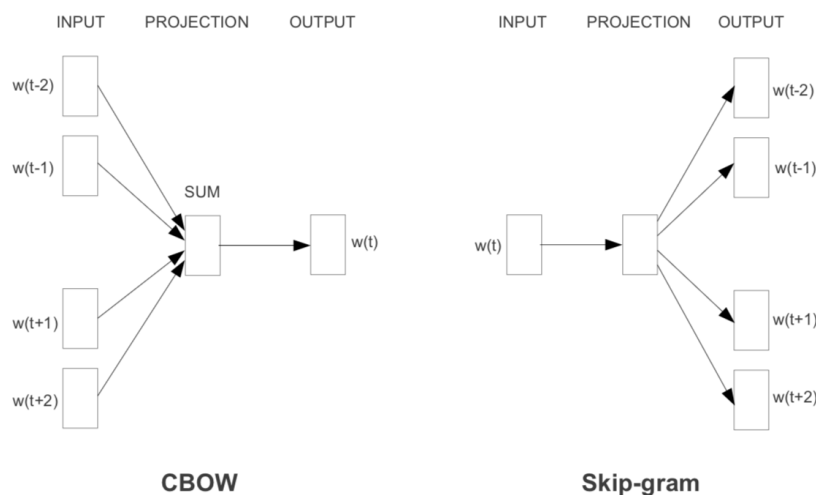 INPUT PROJECTION OUTPUT
w(t-2)
w(t-1)
SUM
w(t)
w(t+1)
w(t+2)
CBOW
INPUT PROJECTION OUTPUT
w(t-2)
w(t-1)
w(t)
w(t+1)
w(t+2)
Skip-gram